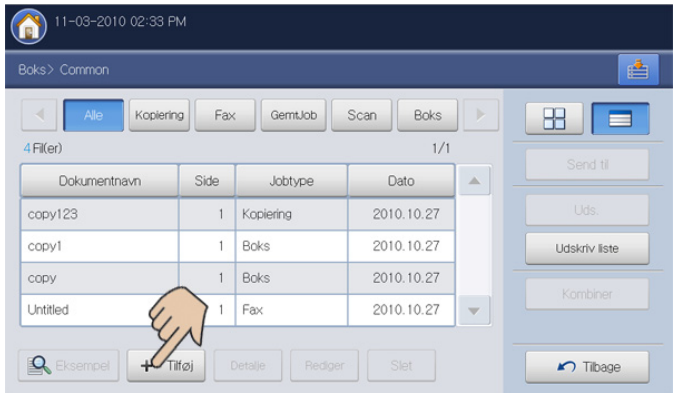 11-03-2010 02:33 PM
Boks> Common
Alle Kopiering Fax GemtJob Scan Boks
4 Fil(er) 1/1
Dokumentnavn Side Jobtype Dato
copy123 1 Kopiering 2010.10.27
copy1 1 Boks 2010.10.27
copy 1 Boks 2010.10.27
Untitled 1 Fax 2010.10.27
Eksempel + Tilføj Detalje Rediger Slet
Send til
Uds.
Udskriv liste
Kombiner
Tilbage